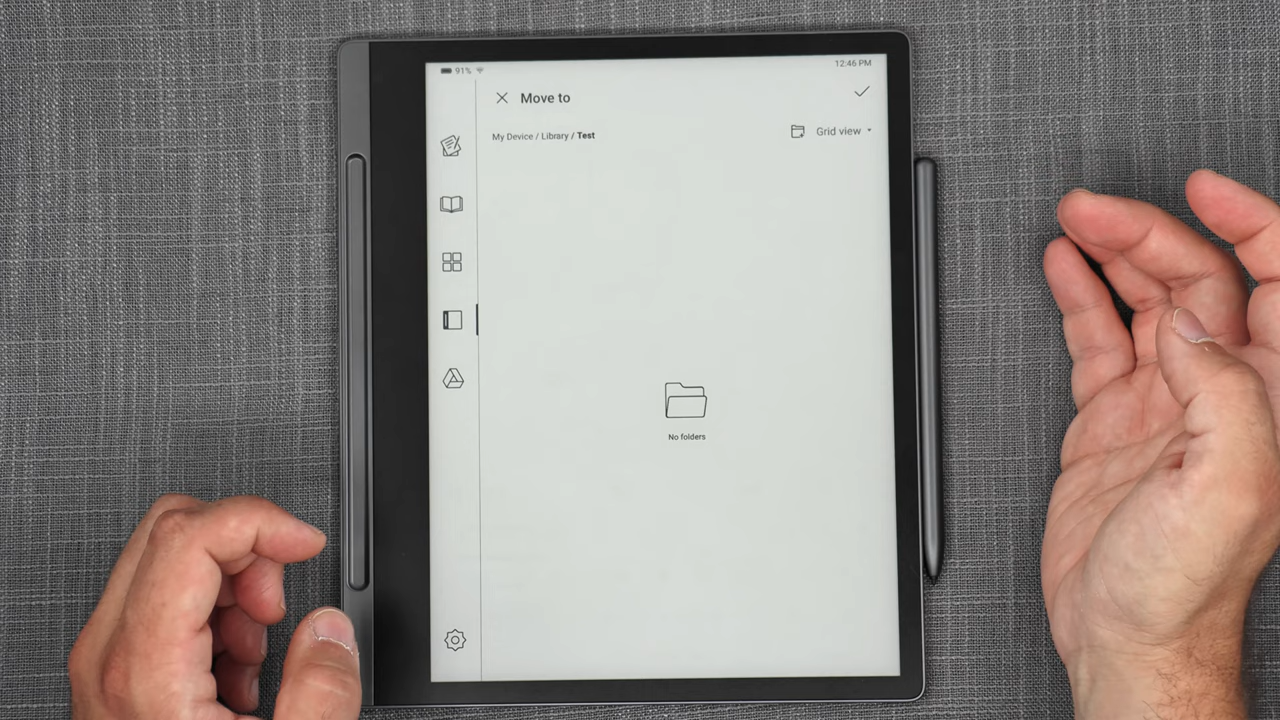 91%
12:46 PM
Move to
My Device / Library / Test
Grid view
No folders